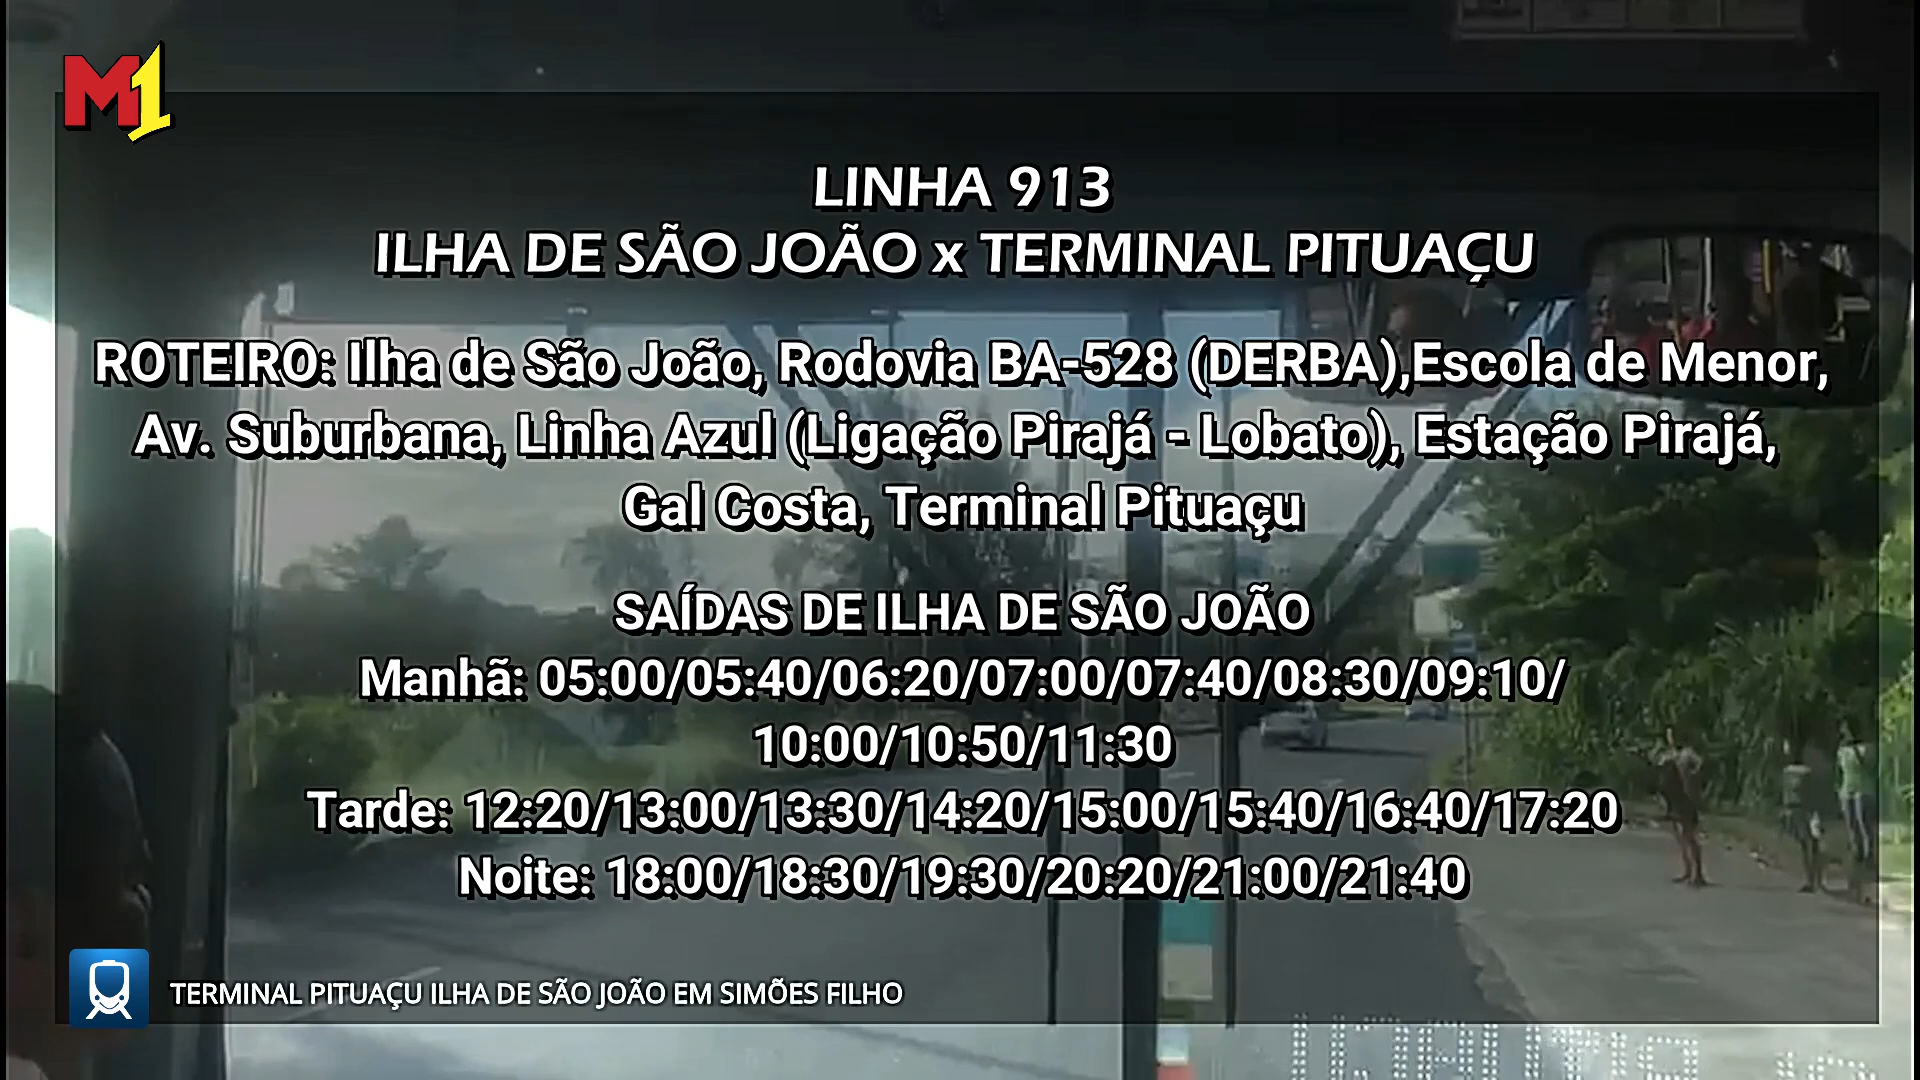 M1
LINHA 913
ILHA DE SÃO JOÃO x TERMINAL PITUAÇU
ROTEIRO: Ilha de São João, Rodovia BA-528 (DERBA),Escola de Menor,
Av. Suburbana, Linha Azul (Ligação Pirajá - Lobato), Estação Pirajá,
Gal Costa, Terminal Pituaçu
SAÍDAS DE ILHA DE SÃO JOÃO
Manhã: 05:00/05:40/06:20/07:00/07:40/08:30/09:10/
10:00/10:50/11:30
Tarde: 12:20/13:00/13:30/14:20/15:00/15:40/16:40/17:20
Noite: 18:00/18:30/19:30/20:20/21:00/21:40
TERMINAL PITUAÇU ILHA DE SÃO JOÃO EM SIMÕES FILHO